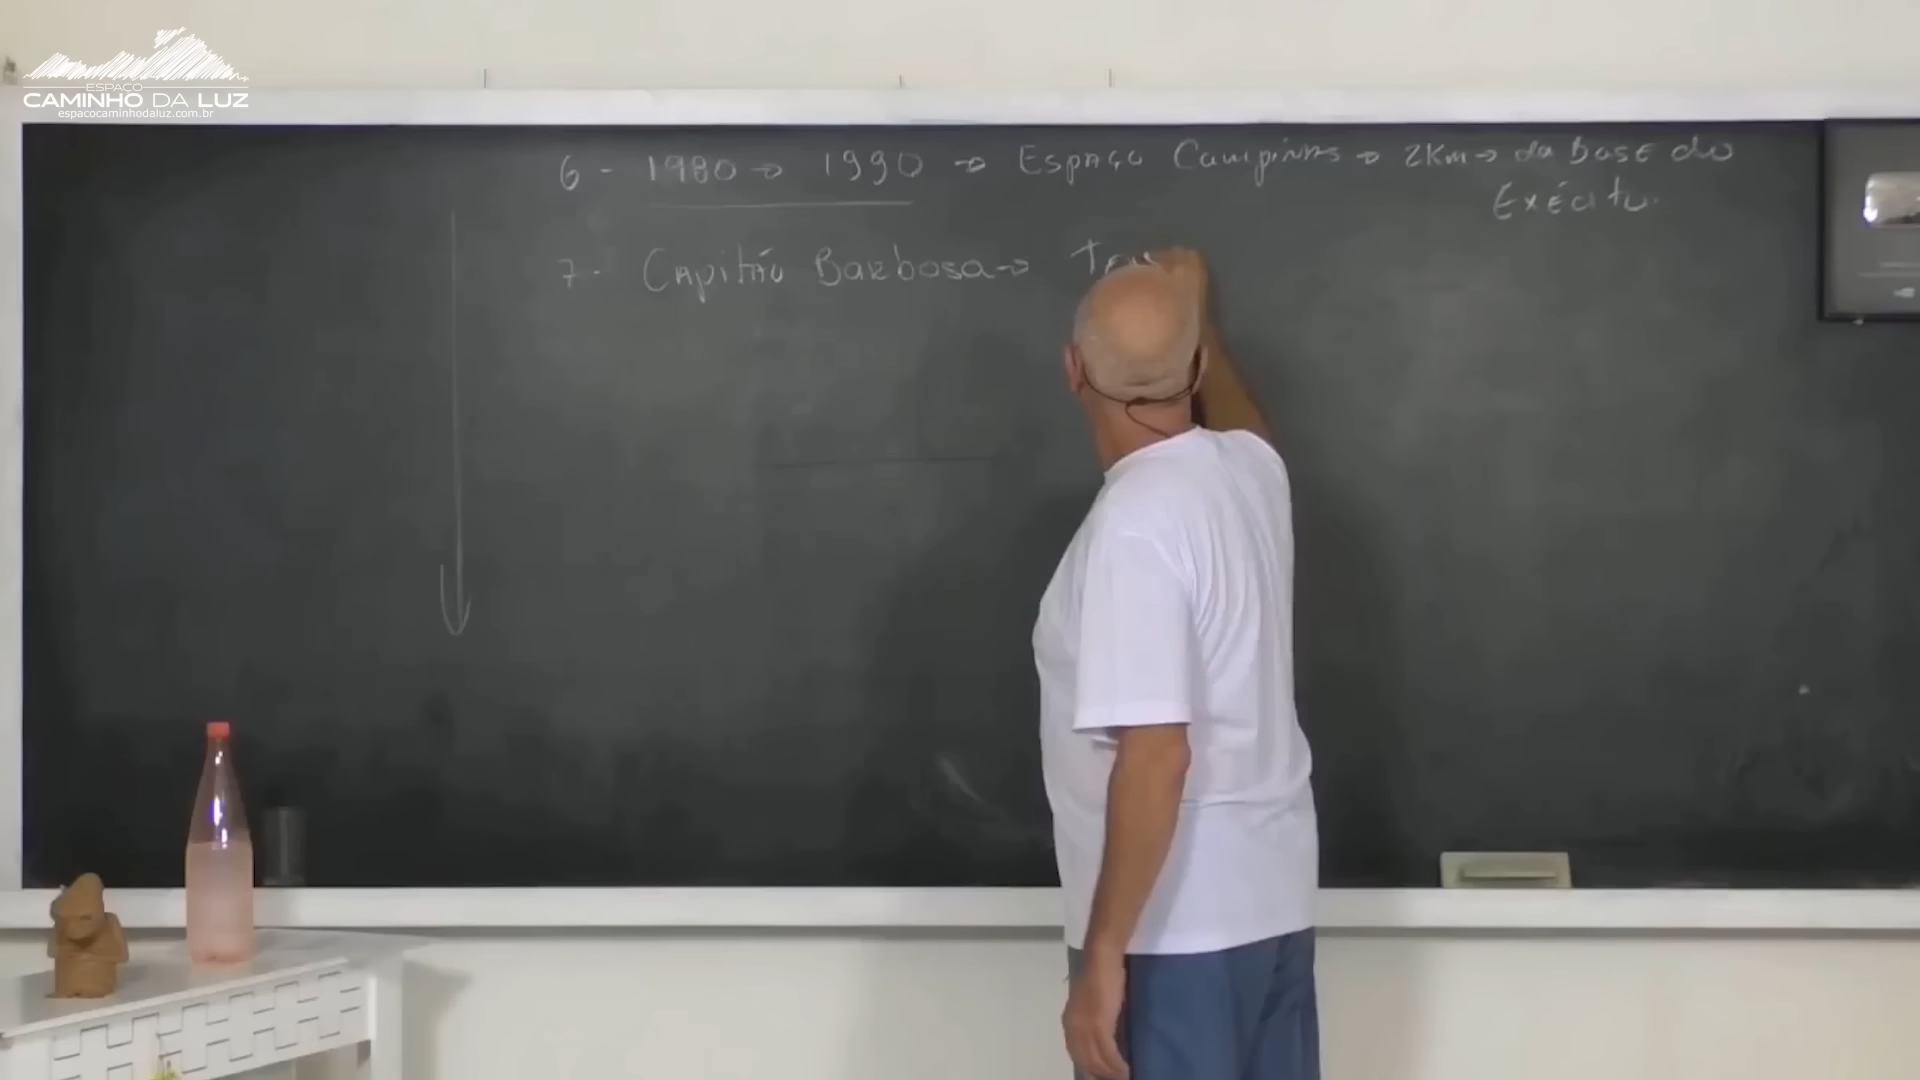 ESPAÇO
CAMINHO DA LUZ
espacocaminhodaluz.com.br
6 - 1980 → 1990 → Espaço Campinas → 2Km → da Base do
Exército.
7 - Capitão Barbosa →